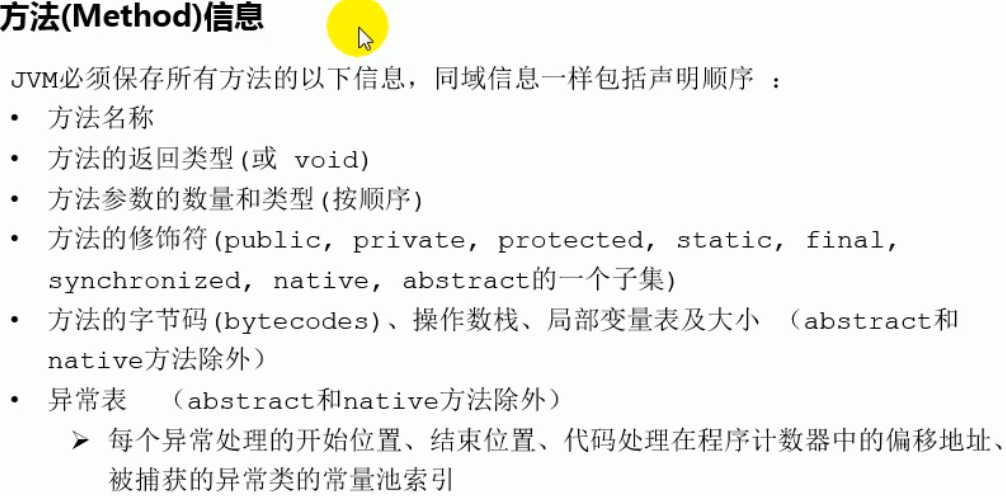 方法(Method)信息
JVM必须保存所有方法的以下信息，同域信息一样包括声明顺序 ：
• 方法名称
• 方法的返回类型(或 void)
• 方法参数的数量和类型(按顺序)
• 方法的修饰符(public, private, protected, static, final,
synchronized, native, abstract的一个子集)
• 方法的字节码(bytecodes)、操作数栈、局部变量表及大小 （abstract和
native方法除外）
• 异常表 （abstract和native方法除外）
➢ 每个异常处理的开始位置、结束位置、代码处理在程序计数器中的偏移地址、
被捕获的异常类的常量池索引